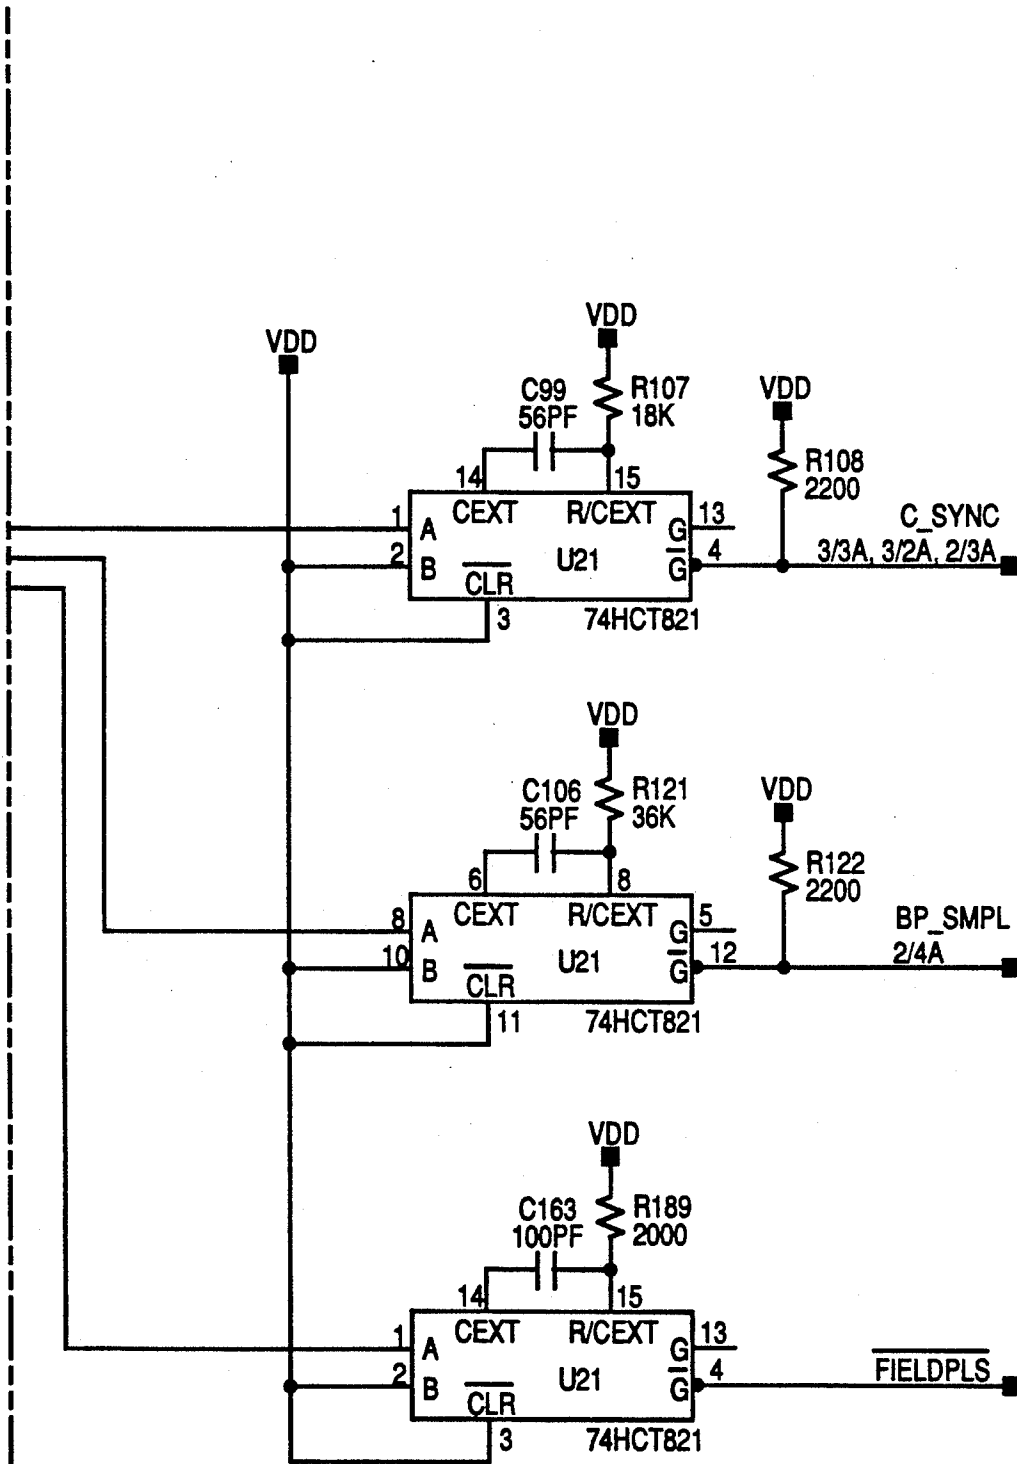 VDD
VDD
C99
56PF
R107
18K
VDD
R108
2200
14
15
CEXT
R/CEXT
1
A
2
B
CLR
3
U21
G
13
G
4
74HCT821
C_SYNC
3/3A, 3/2A, 2/3A
VDD
C106
56PF
R121
36K
VDD
R122
2200
6
8
CEXT
R/CEXT
8
A
10
B
CLR
11
U21
G
5
G
12
74HCT821
BP_SMPL
2/4A
VDD
C163
100PF
R189
2000
14
15
CEXT
R/CEXT
1
A
2
B
CLR
3
U21
G
13
G
4
74HCT821
FIELDPLS